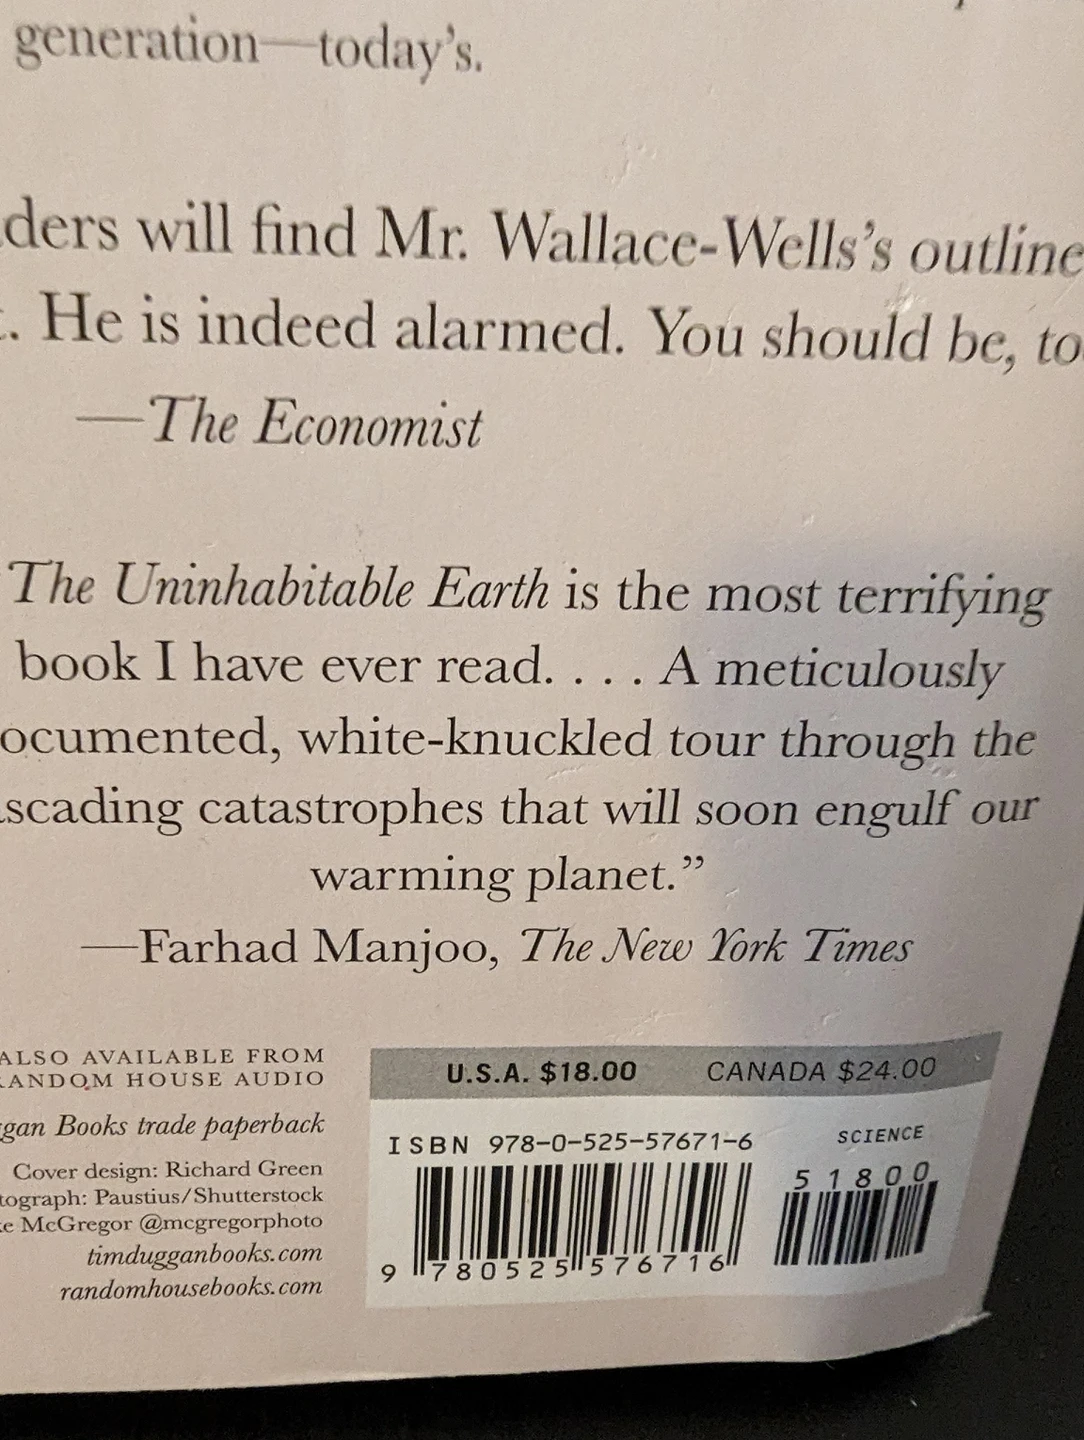 generation—today's.
will find Mr. Wallace-Wells's outline
He is indeed alarmed. You should be,
—The Economist
The Uninhabitable Earth is the most terrifying
book I have ever read. . . . A meticulously
ocumented, white-knuckled tour through the
scading catastrophes that will soon engulf our
warming planet.”
—Farhad Manjoo, The New York Times
ALSO AVAILABLE FROM
RANDOM HOUSE AUDIO
Books trade paperback
Cover design: Richard Green
tograph: Paustius/Shutterstock
McGregor @mcgregorphoto
timdugganbooks.com
randomhousebooks.com
U.S.A. $18.00 CANADA $24.00
ISBN 978-0-525-57671-6
SCIENCE
51800
9 780525 576716